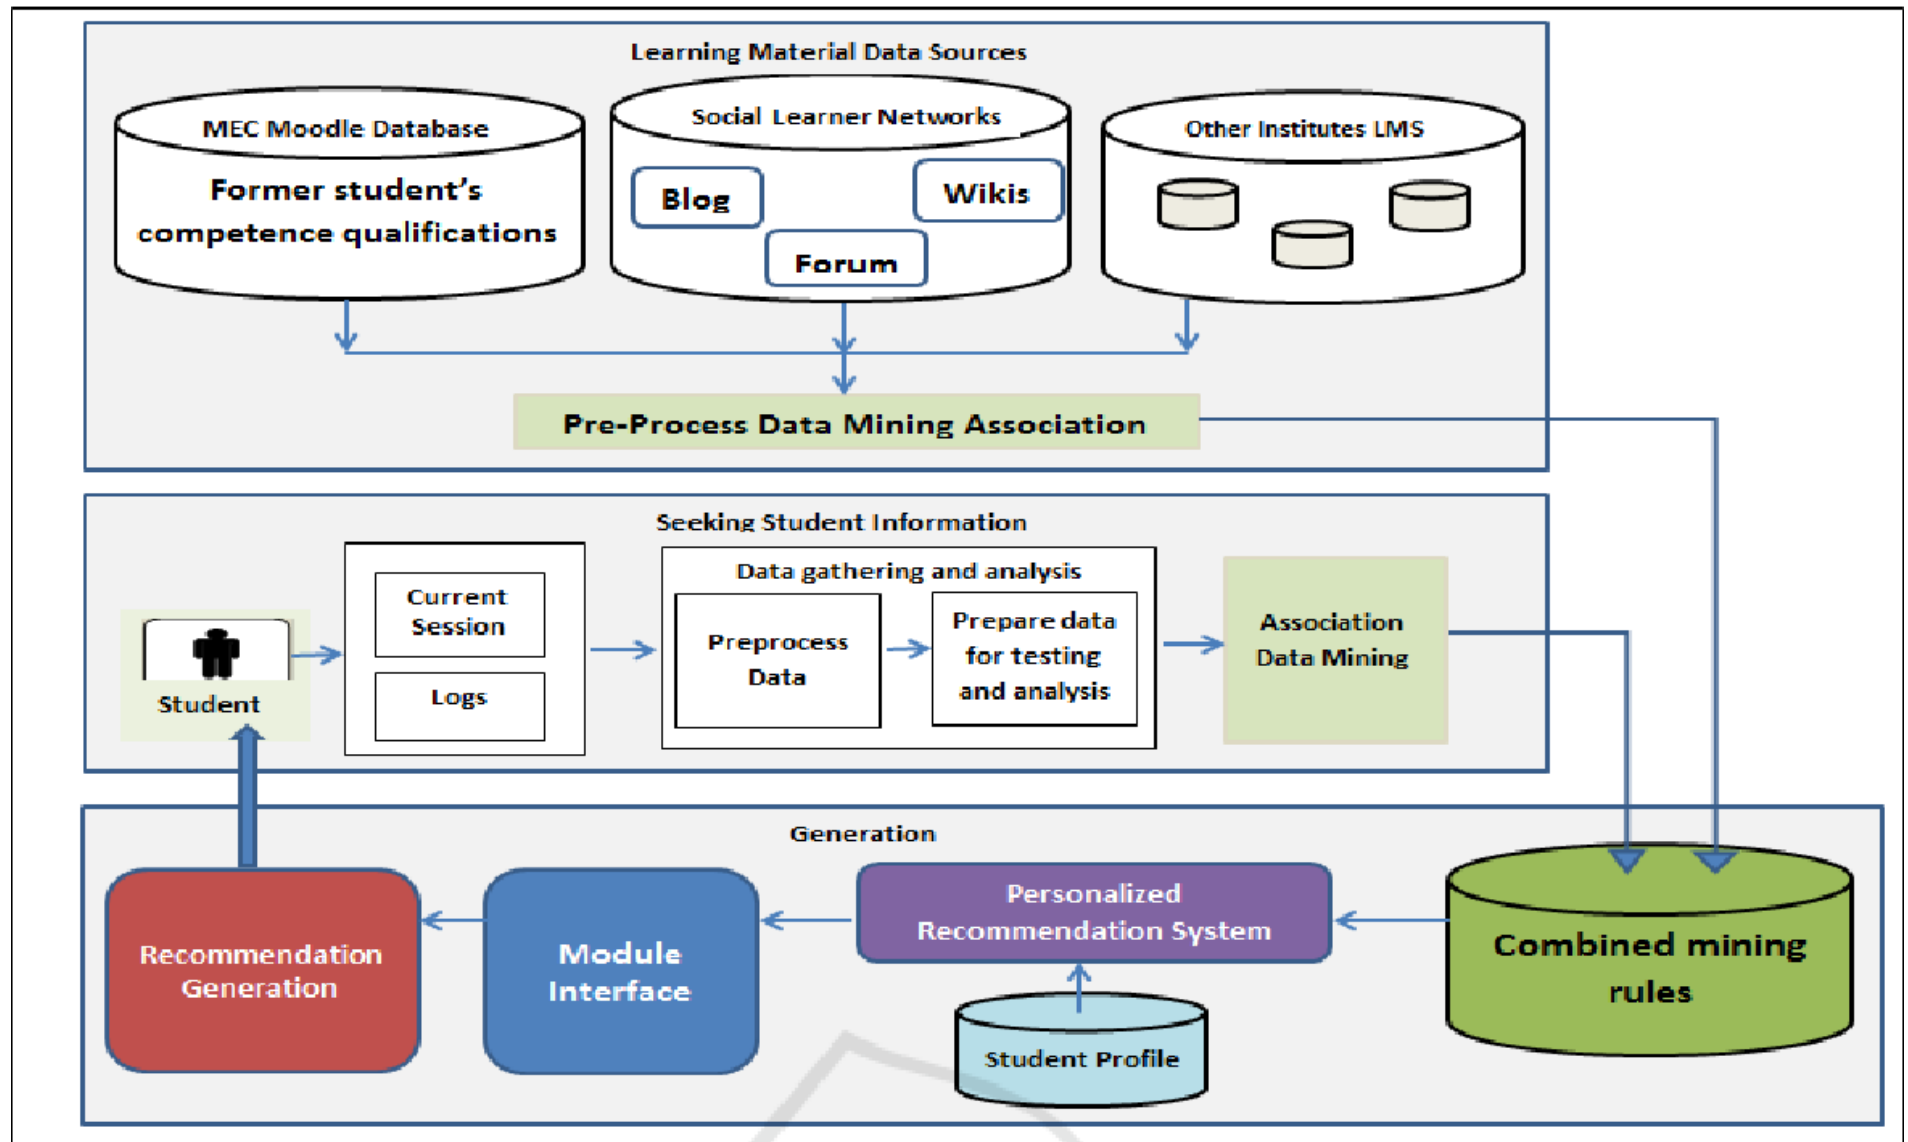 Learning Material Data Sources
MEC Moodle Database
Former student's
competence qualifications
Social Learner Networks
Blog
Wikis
Forum
Other Institutes LMS
Pre-Process Data Mining Association
Seeking Student Information
Student
Current
Session
Logs
Data gathering and analysis
Preprocess
Data
Prepare data
for testing
and analysis
Association
Data Mining
Generation
Recommendation
Generation
Module
Interface
Personalized
Recommendation System
Student Profile
Combined mining
rules